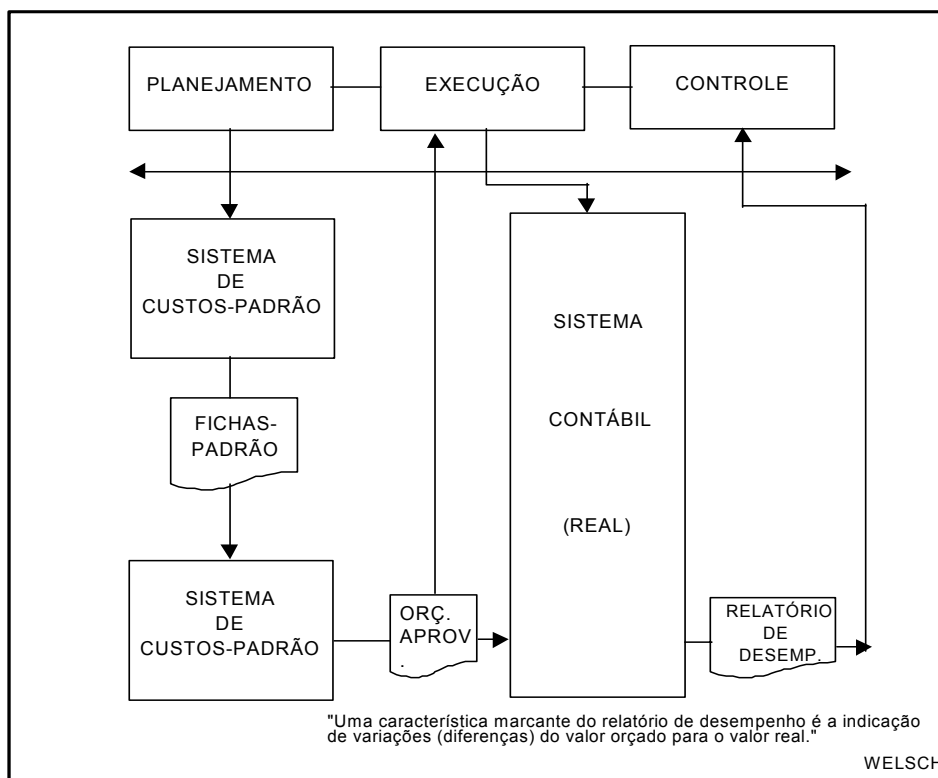 PLANEJAMENTO
EXECUÇÃO
CONTROLE
SISTEMA
DE
CUSTOS-PADRÃO
SISTEMA
CONTÁBIL
(REAL)
FICHAS-
PADRÃO
SISTEMA
DE
CUSTOS-PADRÃO
ORÇ.
APROV
.
RELATÓRIO
DE
DESEMP.
"Uma característica marcante do relatório de desempenho é a indicação
de variações (diferenças) do valor orçado para o valor real."
WELSCH